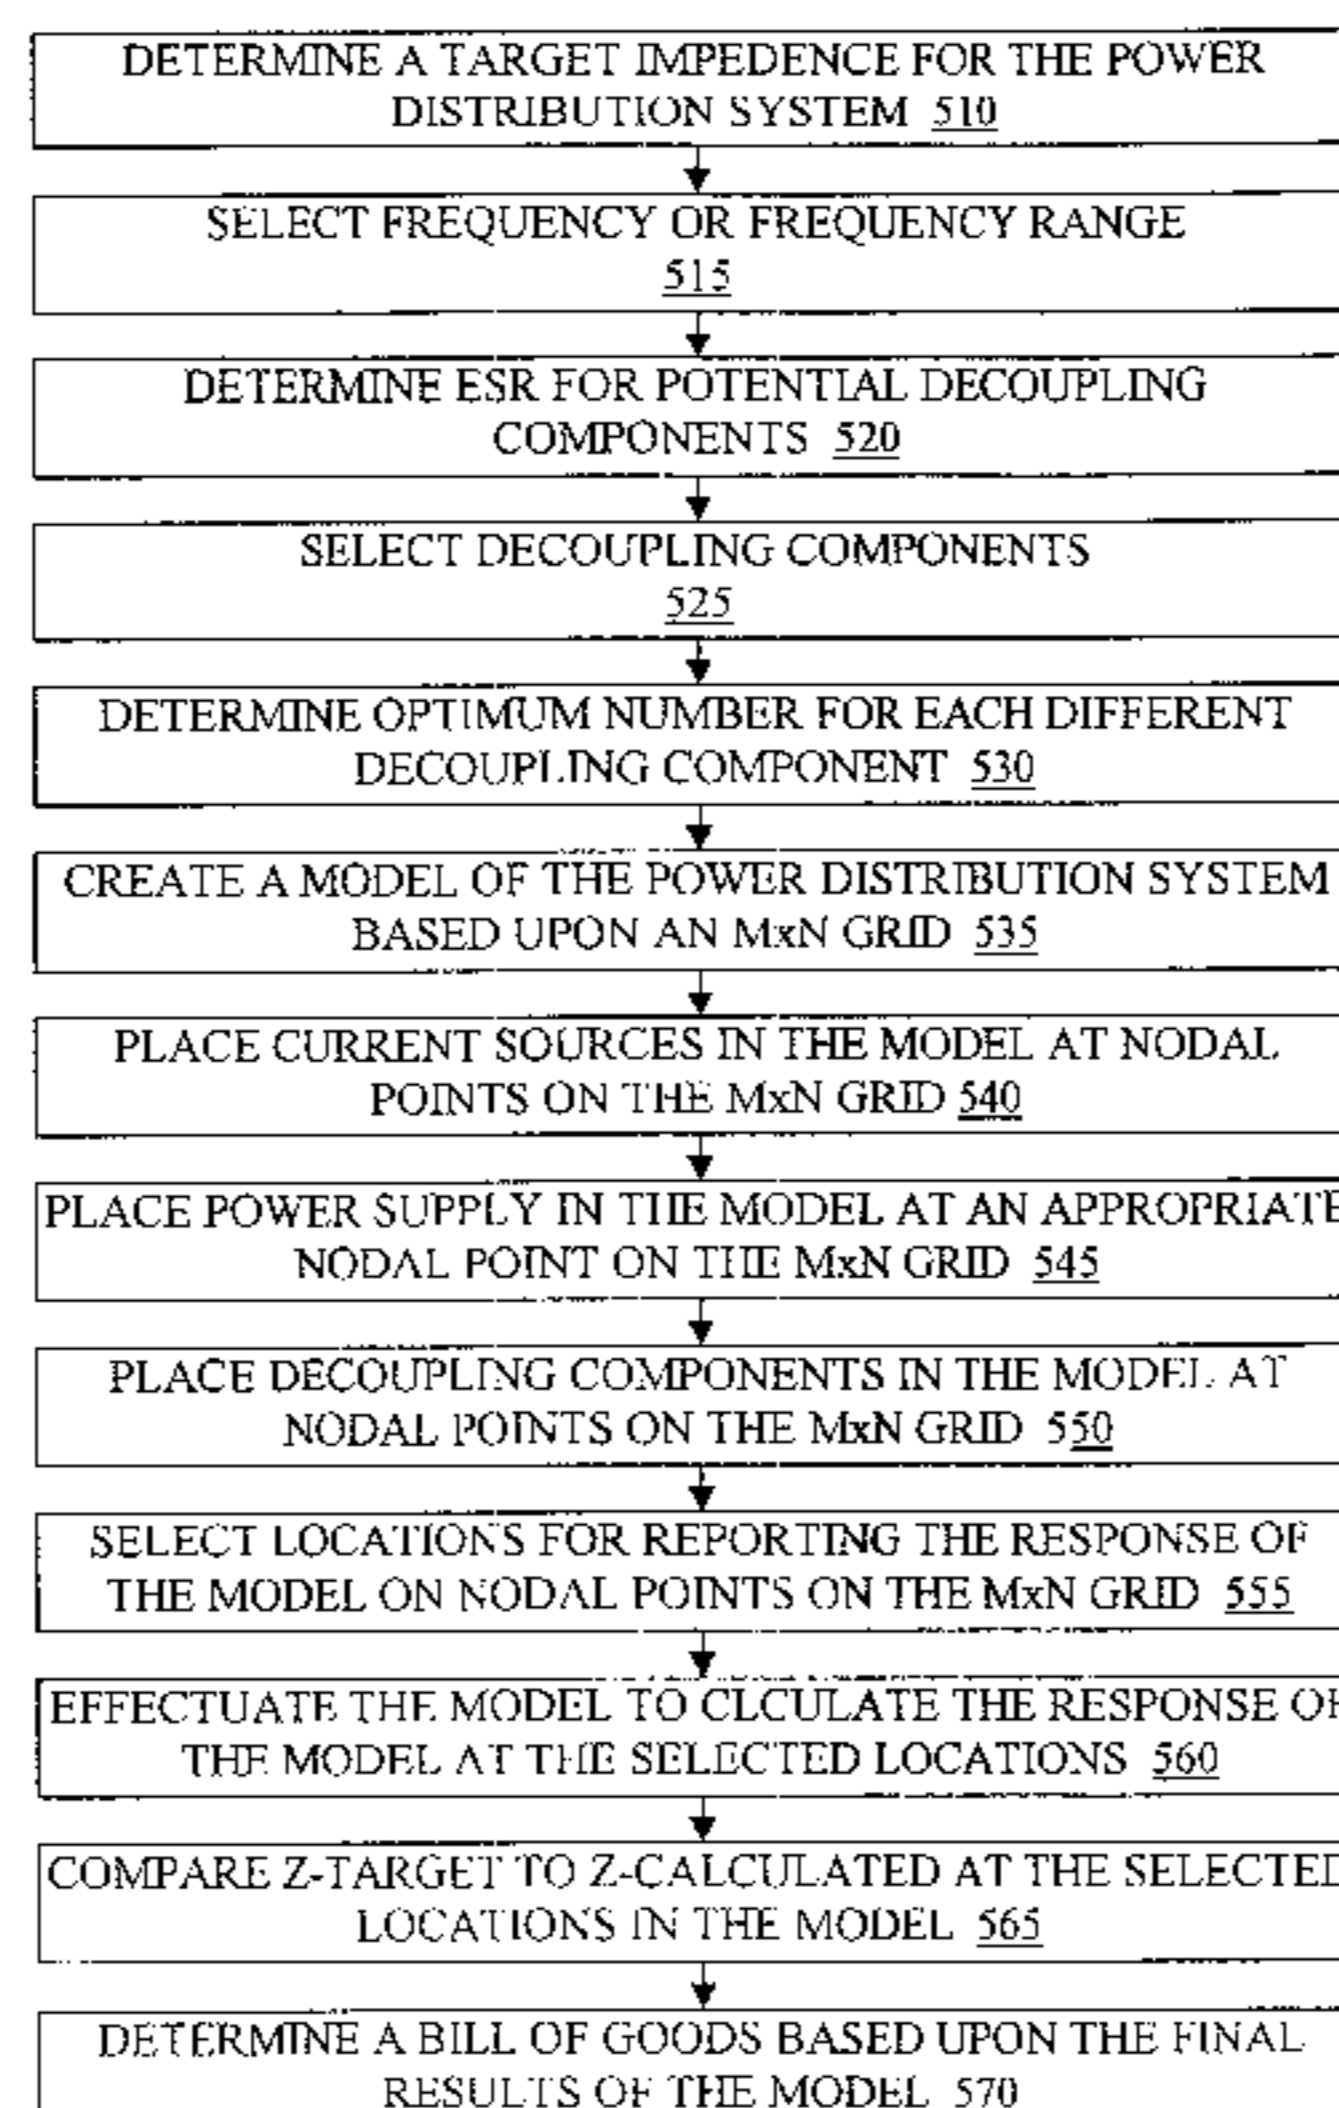 DETERMINE A TARGET IMPEDENCE FOR THE POWER
DISTRIBUTION SYSTEM 510
SELECT FREQUENCY OR FREQUENCY RANGE
515
DETERMINE ESR FOR POTENTIAL DECOUPLING
COMPONENTS 520
SELECT DECOUPLING COMPONENTS
525
DETERMINE OPTIMUM NUMBER FOR EACH DIFFERENT
DECOUPLING COMPONENT 530
CREATE A MODEL OF THE POWER DISTRIBUTION SYSTEM
BASED UPON AN MxN GRID 535
PLACE CURRENT SOURCES IN THE MODEL AT NODAL
POINTS ON THE MxN GRID 540
PLACE POWER SUPPLY IN THE MODEL AT AN APPROPRIATE
NODAL POINT ON THE MxN GRID 545
PLACE DECOUPLING COMPONENTS IN THE MODEL AT
NODAL POINTS ON THE MxN GRID 550
SELECT LOCATIONS FOR REPORTING THE RESPONSE OF
THE MODEL ON NODAL POINTS ON THE MxN GRID 555
EFFECTUATE THE MODEL TO CLCULATE THE RESPONSE OF
THE MODEL AT THE SELECTED LOCATIONS 560
COMPARE Z-TARGET TO Z-CALCULATED AT THE SELECTED
LOCATIONS IN THE MODEL 565
DETERMINE A BILL OF GOODS BASED UPON THE FINAL
RESULTS OF THE MODEL 570